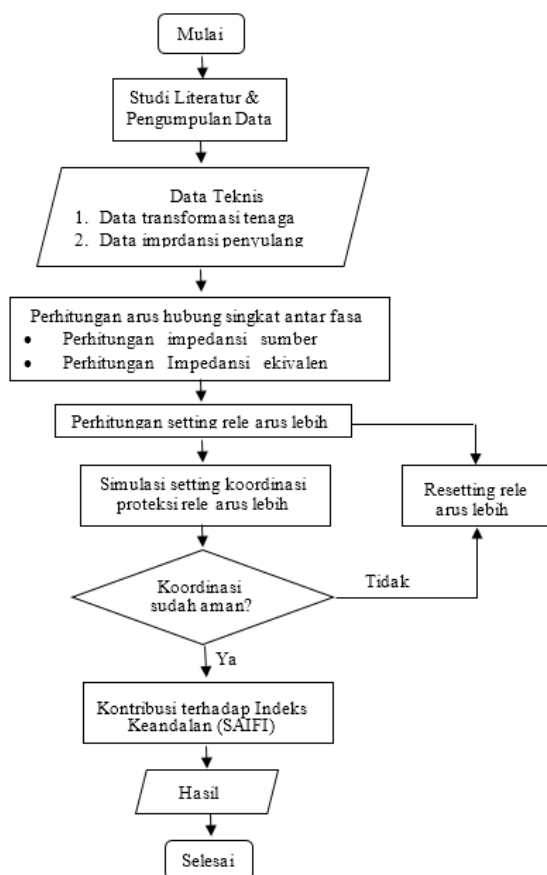 Mulai
Studi Literatur &
Pengumpulan Data
Data Teknis
1. Data transformasi tenaga
2. Data imprdansi penyulang
Perhitungan arus hubung singkat antar fasa
• Perhitungan impedansi sumber
• Perhitungan Impedansi ekivalen
Perhitungan setting rele arus lebih
Simulasi setting koordinasi
proteksi rele arus lebih
Resetting rele
arus lebih
Koordinasi
sudah aman?
Tidak
Ya
Kontribusi terhadap Indeks
Keandalan (SAIFI)
Hasil
Selesai